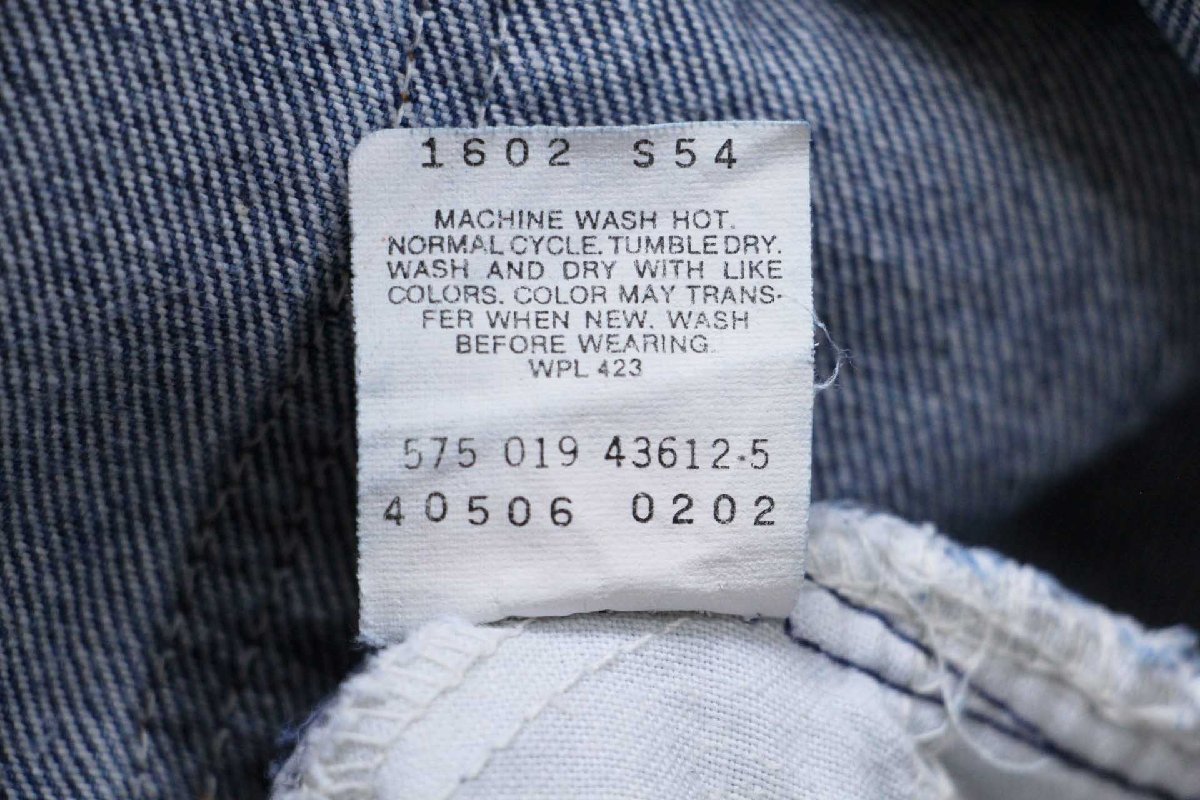 1602 S54
MACHINE WASH HOT.
NORMAL CYCLE. TUMBLE DRY.
WASH AND DRY WITH LIKE
COLORS. COLOR MAY TRANS-
FER WHEN NEW. WASH
BEFORE WEARING.
WPL 423
575 019 43612-5
40506 0202